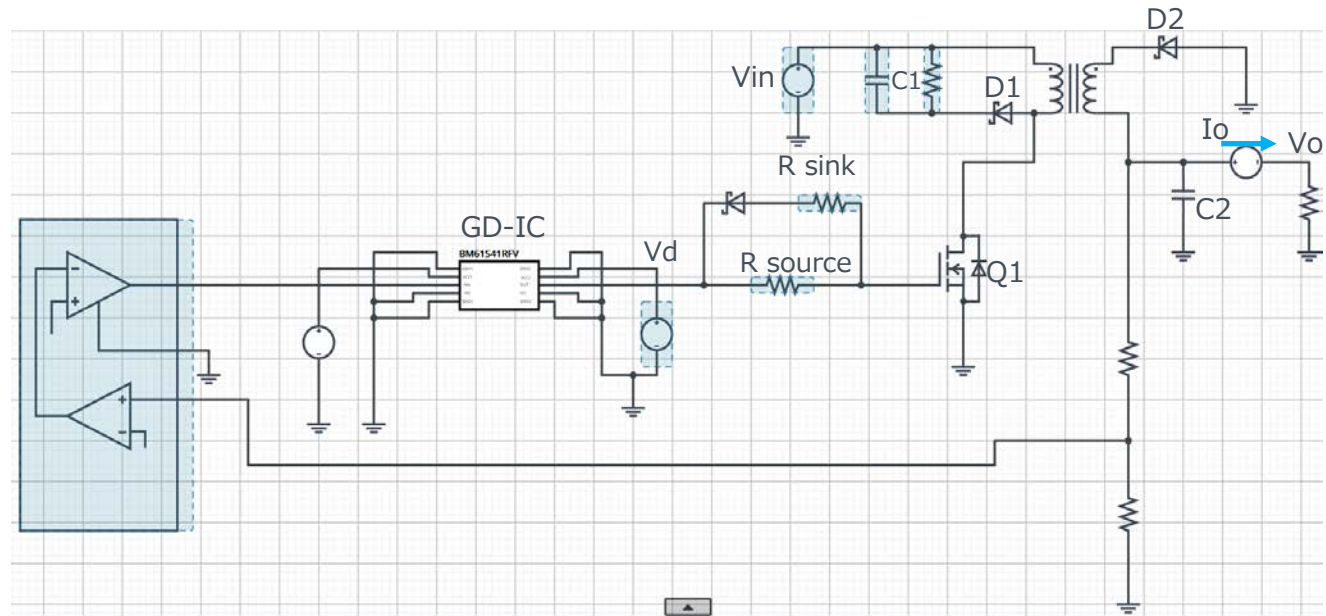 D2
Vin
C1
D1
Io
Vo
R sink
C2
GD-IC
BM61541RFV
Vd
R source
Q1